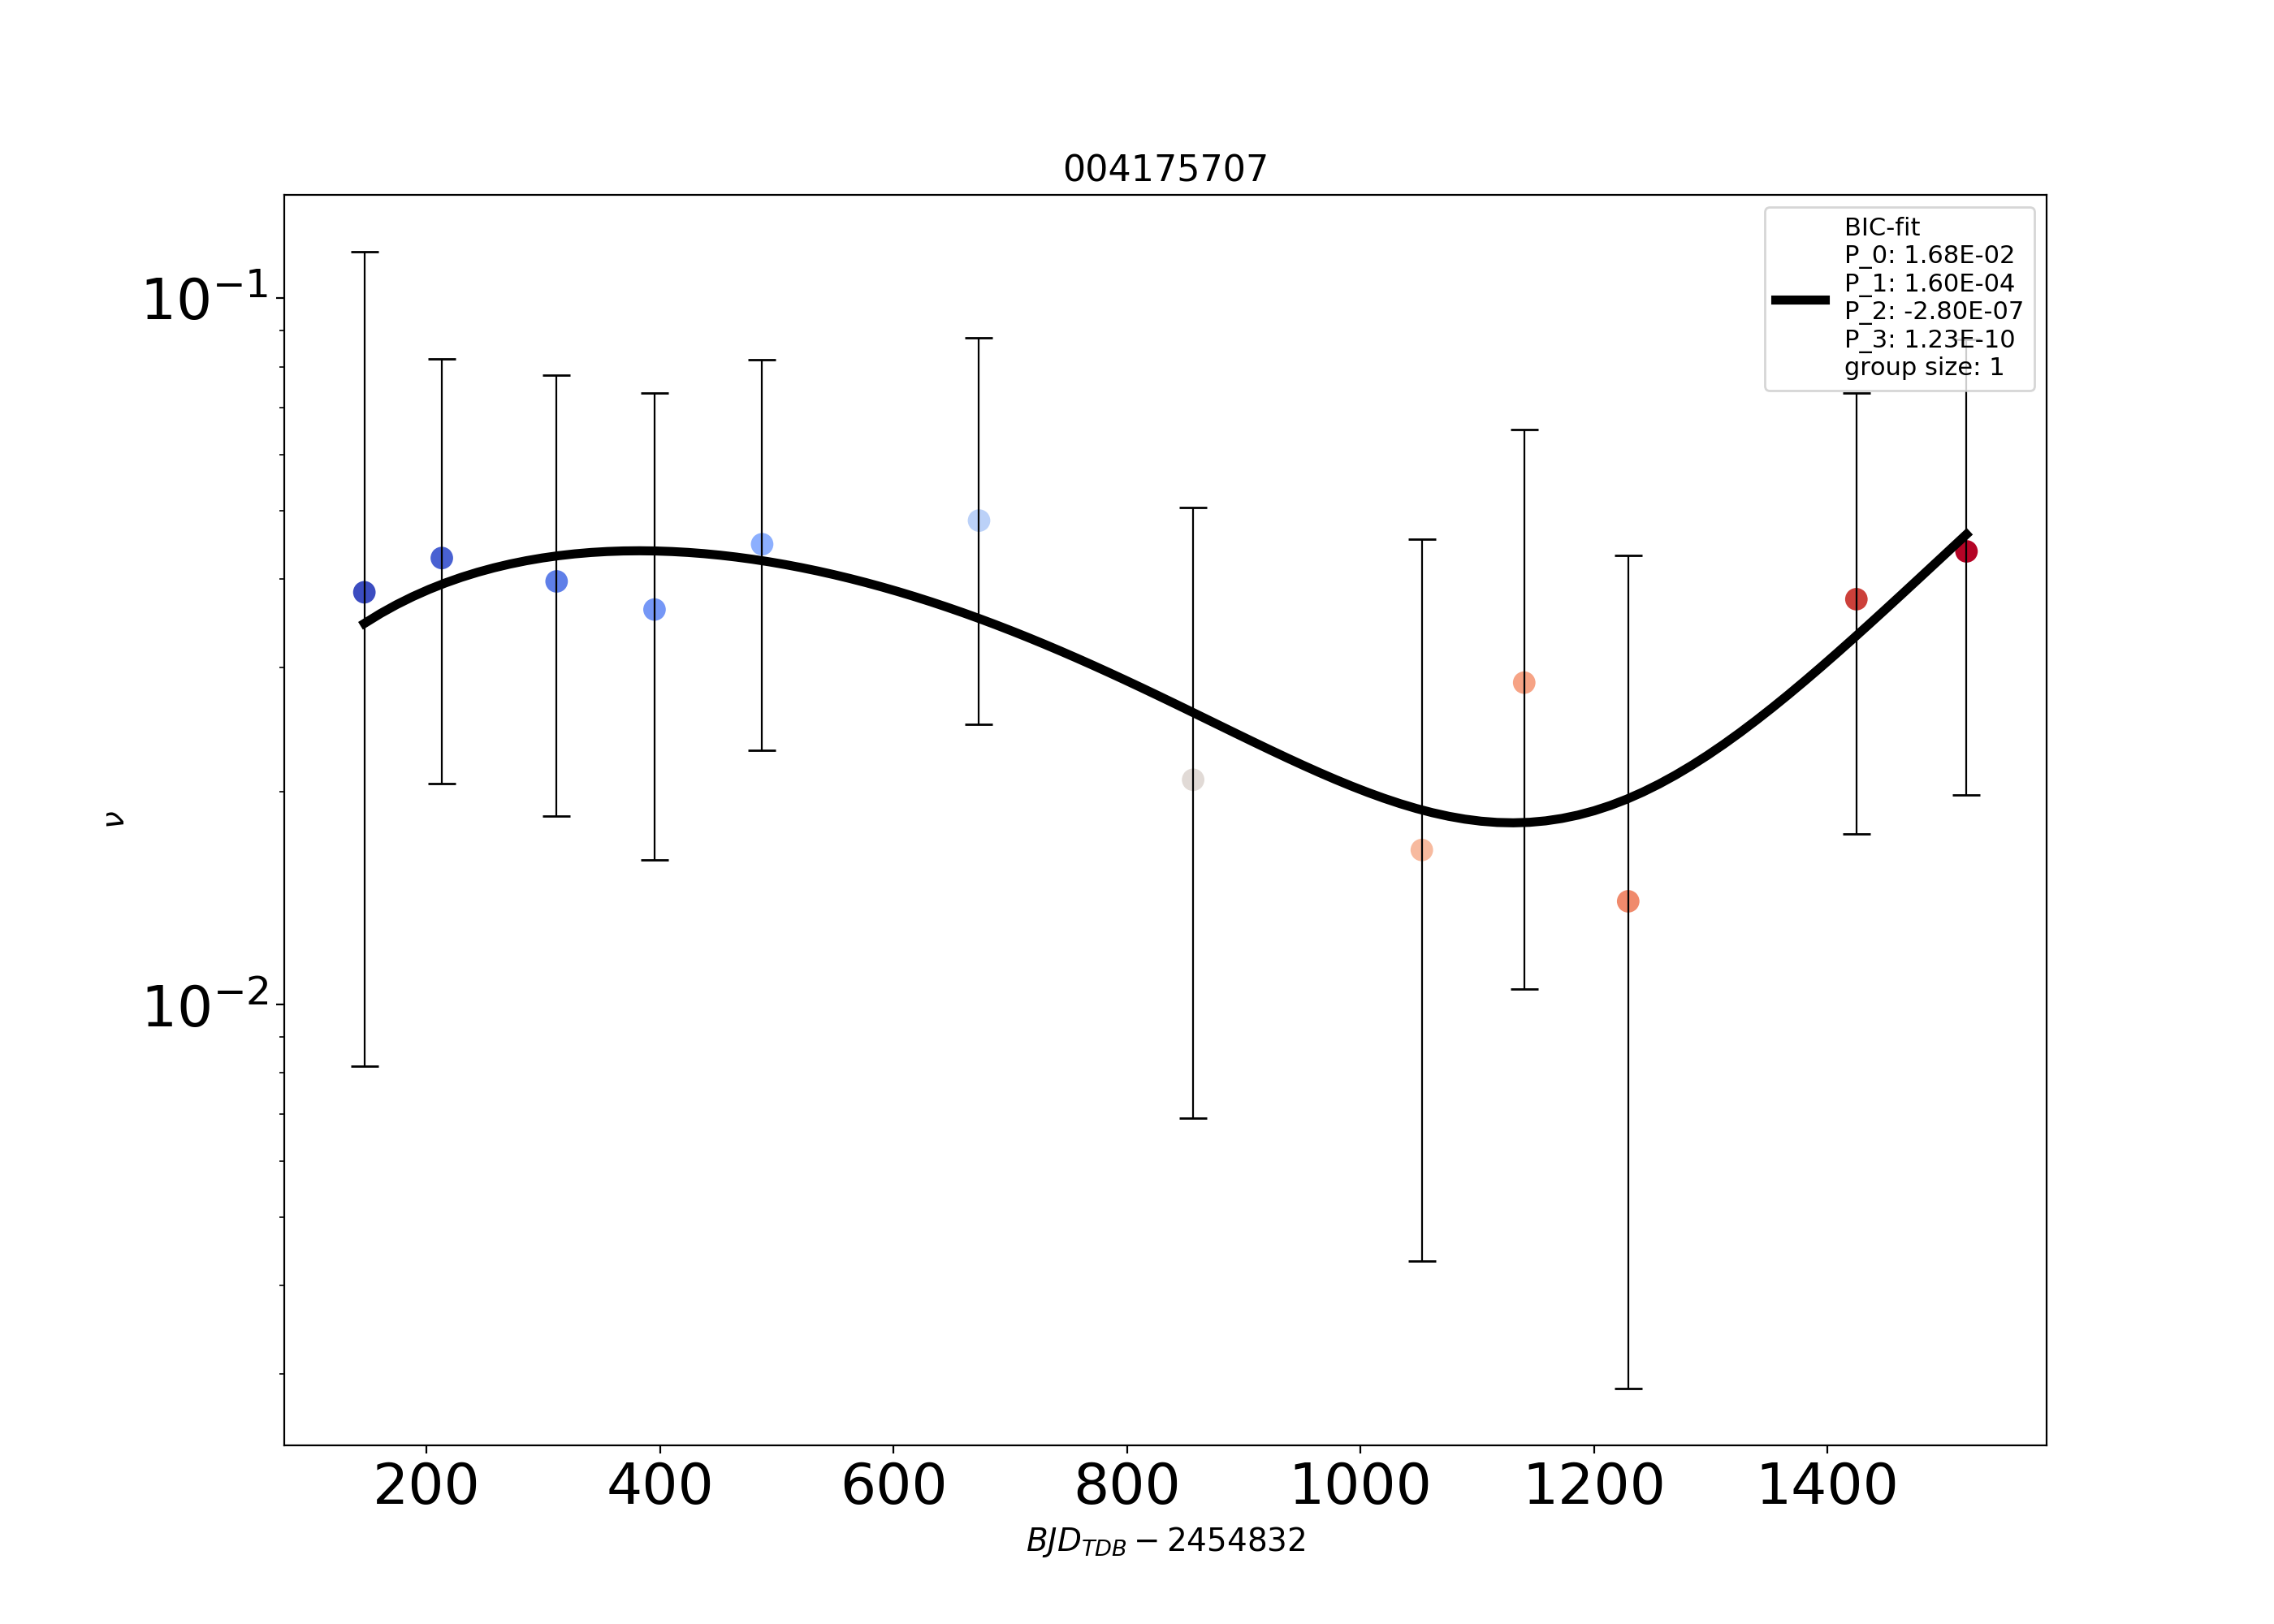 004175707
BIC-fit
P_0: 1.68E-02
P_1: 1.60E-04
P_2: -2.80E-07
P_3: 1.23E-10
group size: 1
10⁻¹
10⁻²
ν
200 400 600 800 1000 1200 1400
BJD_TDB − 2454832